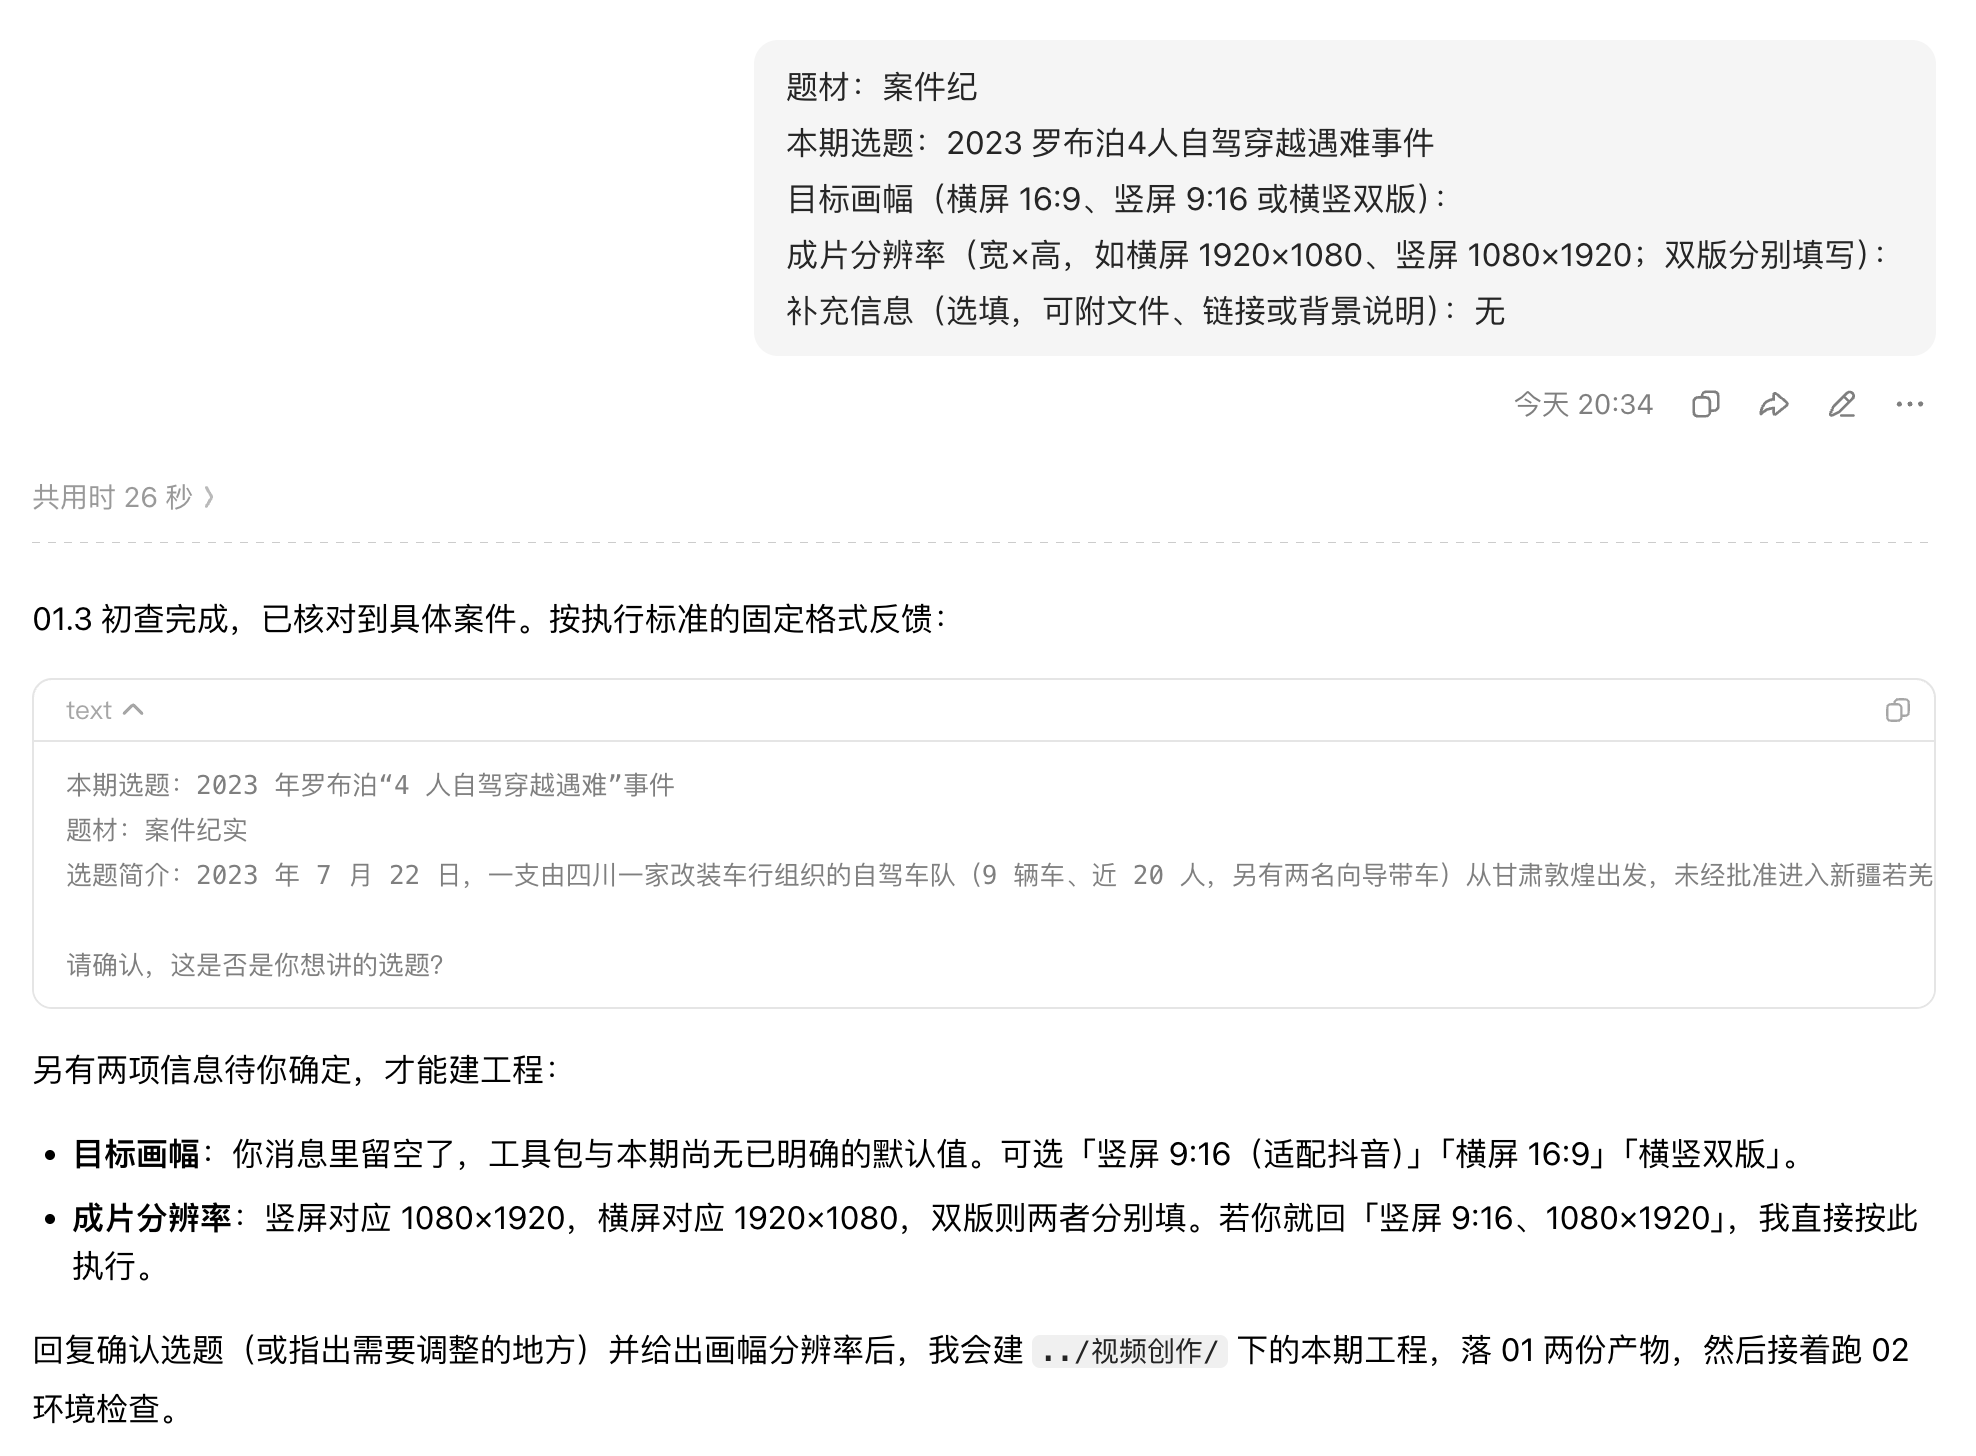 题材：案件纪
本期选题：2023 罗布泊4人自驾穿越遇难事件
目标画幅（横屏 16:9、竖屏 9:16 或横竖双版）：
成片分辨率（宽×高，如横屏 1920×1080、竖屏 1080×1920；双版分别填写）：
补充信息（选填，可附文件、链接或背景说明）：无
今天 20:34
共用时 26 秒 〉
01.3 初查完成，已核对到具体案件。按执行标准的固定格式反馈：
text
本期选题：2023 年罗布泊“4 人自驾穿越遇难”事件
题材：案件纪实
选题简介：2023 年 7 月 22 日，一支由四川一家改装车行组织的自驾车队（9 辆车、近 20 人，另有两名向导带车）从甘肃敦煌出发，未经批准进入新疆若羌
请确认，这是否是你想讲的选题？
另有两项信息待你确定，才能建工程：
• 目标画幅：你消息里留空了，工具包与本期尚无已明确的默认值。可选「竖屏 9:16（适配抖音）」「横屏 16:9」「横竖双版」。
• 成片分辨率：竖屏对应 1080×1920，横屏对应 1920×1080，双版则两者分别填。若你就回「竖屏 9:16、1080×1920」，我直接按此
执行。
回复确认选题（或指出需要调整的地方）并给出画幅分辨率后，我会建 ../视频创作/ 下的本期工程，落 01 两份产物，然后接着跑 02
环境检查。